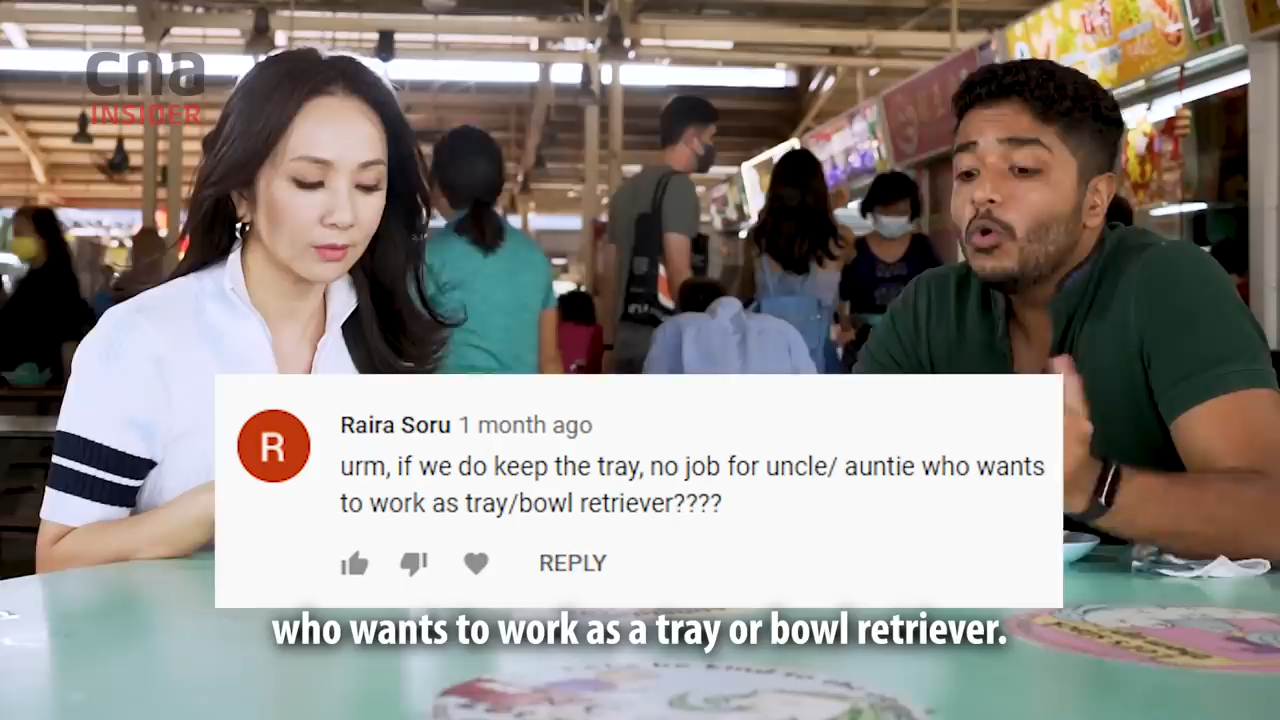 cna
INSIDER
Raira Soru 1 month ago
R
urm, if we do keep the tray, no job for uncle/ auntie who wants
to work as tray/bowl retriever????
REPLY
who wants to work as a tray or bowl retriever.